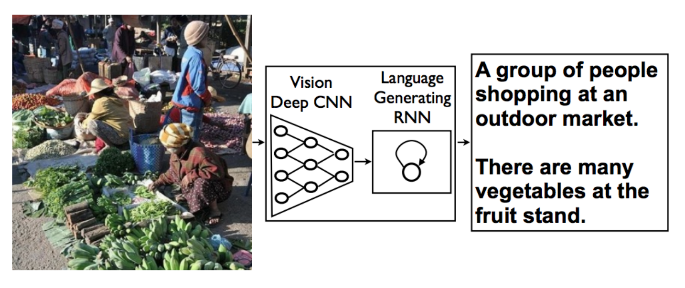 Vision
Deep CNN
Language
Generating
RNN
A group of people
shopping at an
outdoor market.
There are many
vegetables at the
fruit stand.